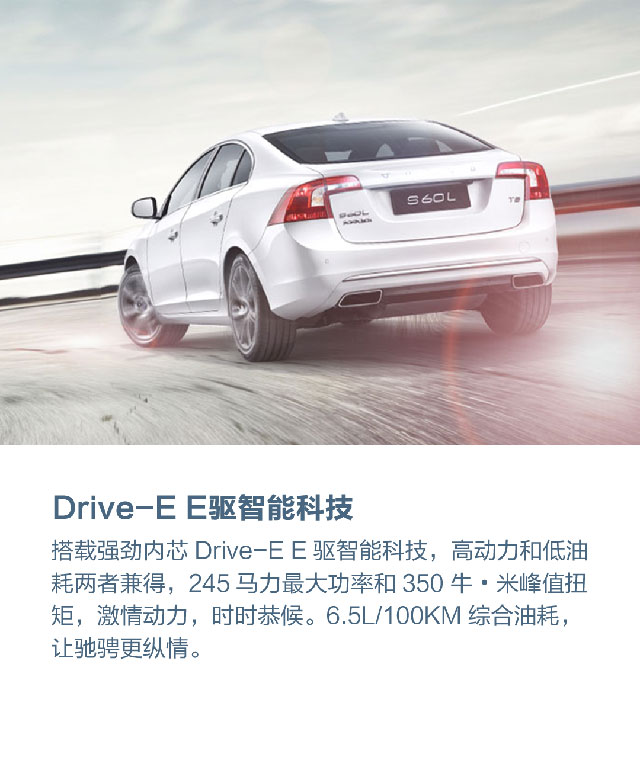 S60L
T5
Drive-E E驱智能科技
搭载强劲内芯 Drive-E E 驱智能科技，高动力和低油
耗两者兼得，245 马力最大功率和 350 牛·米峰值扭
矩，激情动力，时时恭候。6.5L/100KM 综合油耗，
让驰骋更纵情。